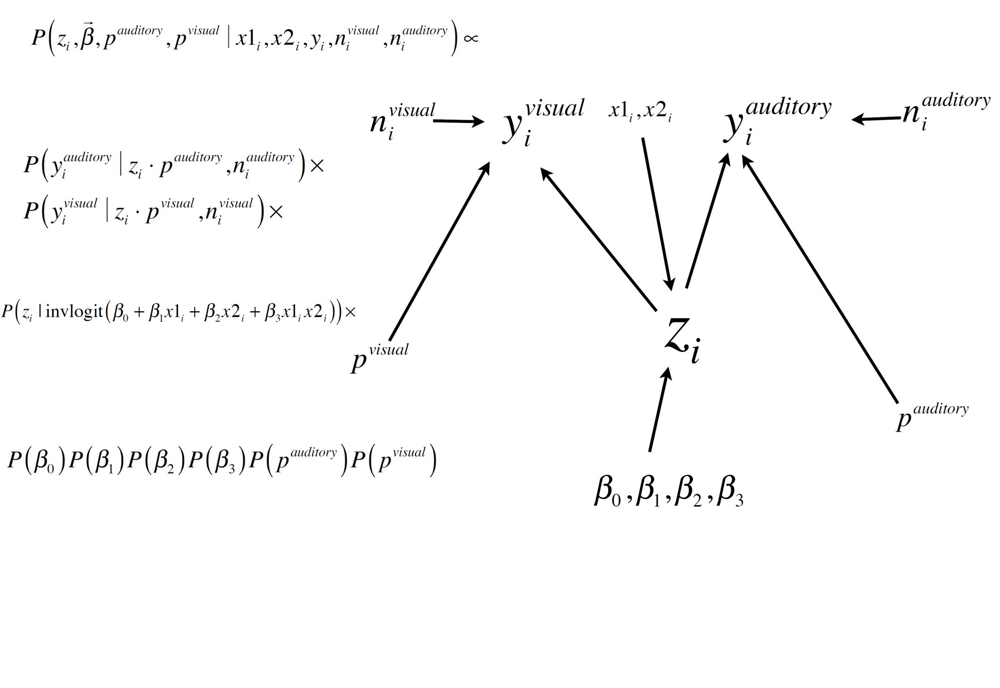 P(z_i, β⃗, p^{auditory}, p^{visual} | x1_i, x2_i, y_i, n_i^{visual}, n_i^{auditory}) ∝
n_i^{visual} y_i^{visual} x1_i, x2_i y_i^{auditory} n_i^{auditory}
P(y_i^{auditory} | z_i · p^{auditory}, n_i^{auditory}) ×
P(y_i^{visual} | z_i · p^{visual}, n_i^{visual}) ×
P(z_i | invlogit(β_0 + β_1x1_i + β_2x2_i + β_3x1_ix2_i)) ×
z_i
p^{visual}
p^{auditory}
P(β_0)P(β_1)P(β_2)P(β_3)P(p^{auditory})P(p^{visual})
β_0, β_1, β_2, β_3